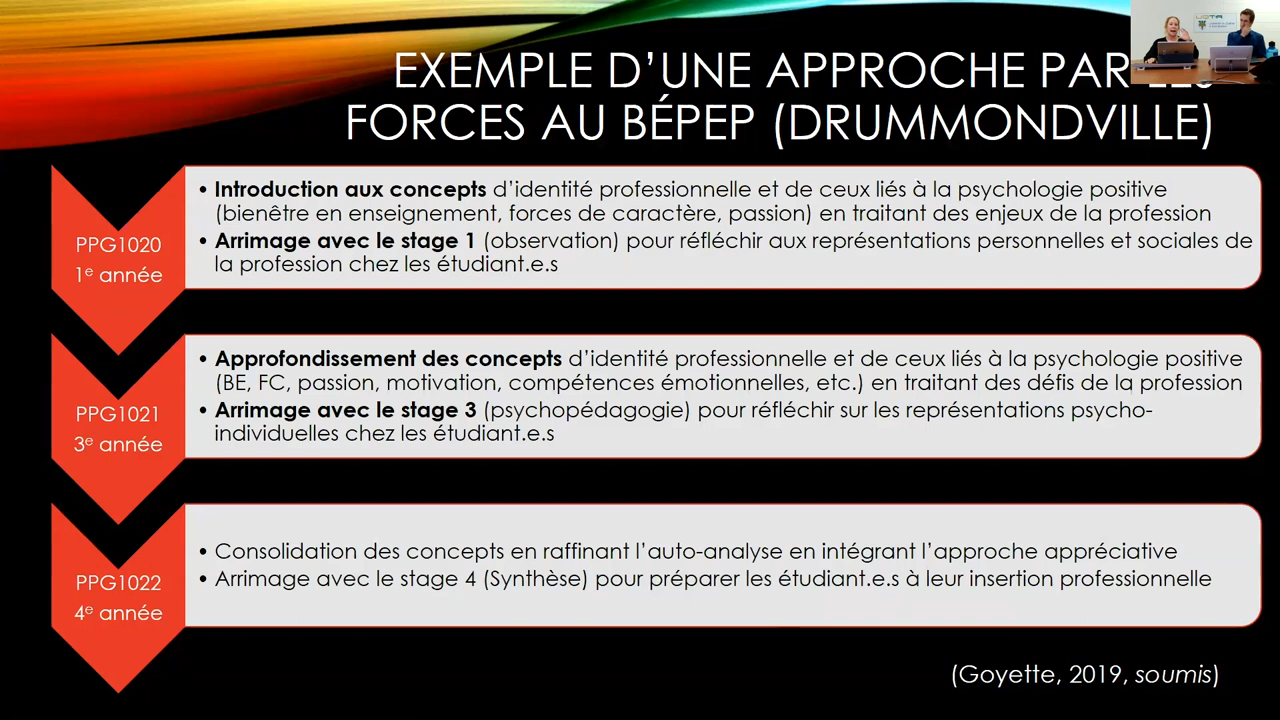 EXEMPLE D’UNE APPROCHE PAR LES
FORCES AU BÉPEP (DRUMMONDVILLE)
PPG1020
1e année
• Introduction aux concepts d’identité professionnelle et de ceux liés à la psychologie positive
(bienêtre en enseignement, forces de caractère, passion) en traitant des enjeux de la profession
• Arrimage avec le stage 1 (observation) pour réfléchir aux représentations personnelles et sociales de
la profession chez les étudiant.e.s
PPG1021
3e année
• Approfondissement des concepts d’identité professionnelle et de ceux liés à la psychologie positive
(BE, FC, passion, motivation, compétences émotionnelles, etc.) en traitant des défis de la profession
• Arrimage avec le stage 3 (psychopédagogie) pour réfléchir sur les représentations psycho-
individuelles chez les étudiant.e.s
PPG1022
4e année
• Consolidation des concepts en raffinant l’auto-analyse en intégrant l’approche appréciative
• Arrimage avec le stage 4 (Synthèse) pour préparer les étudiant.e.s à leur insertion professionnelle
(Goyette, 2019, soumis)